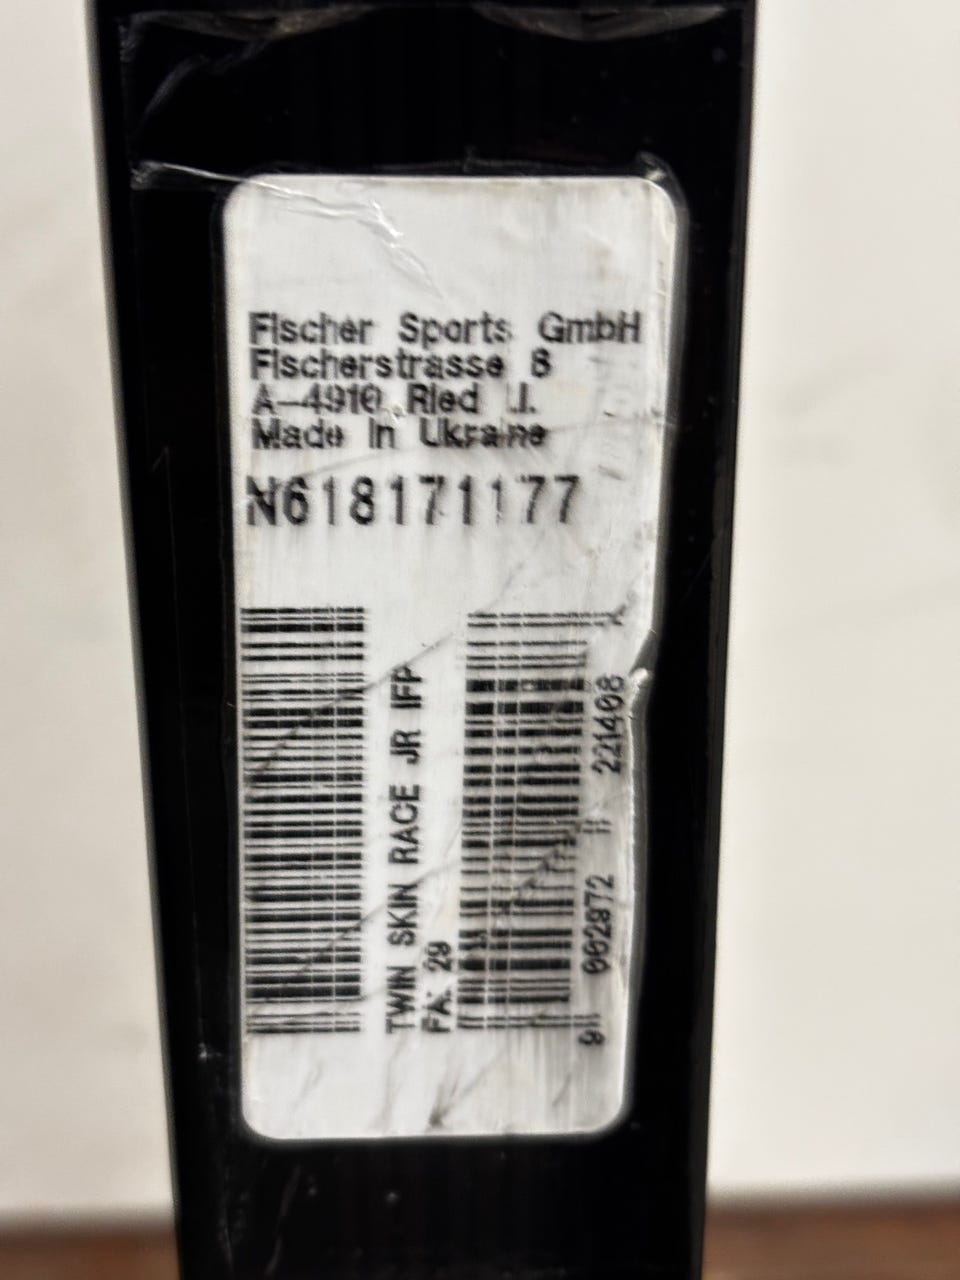 Fischer Sports GmbH
Fischerstrasse 8
A-4910 Ried i.I.
Made in Ukraine
N618171177
TWIN SKIN RACE JR IFP
FA: 29
9 002972 221408